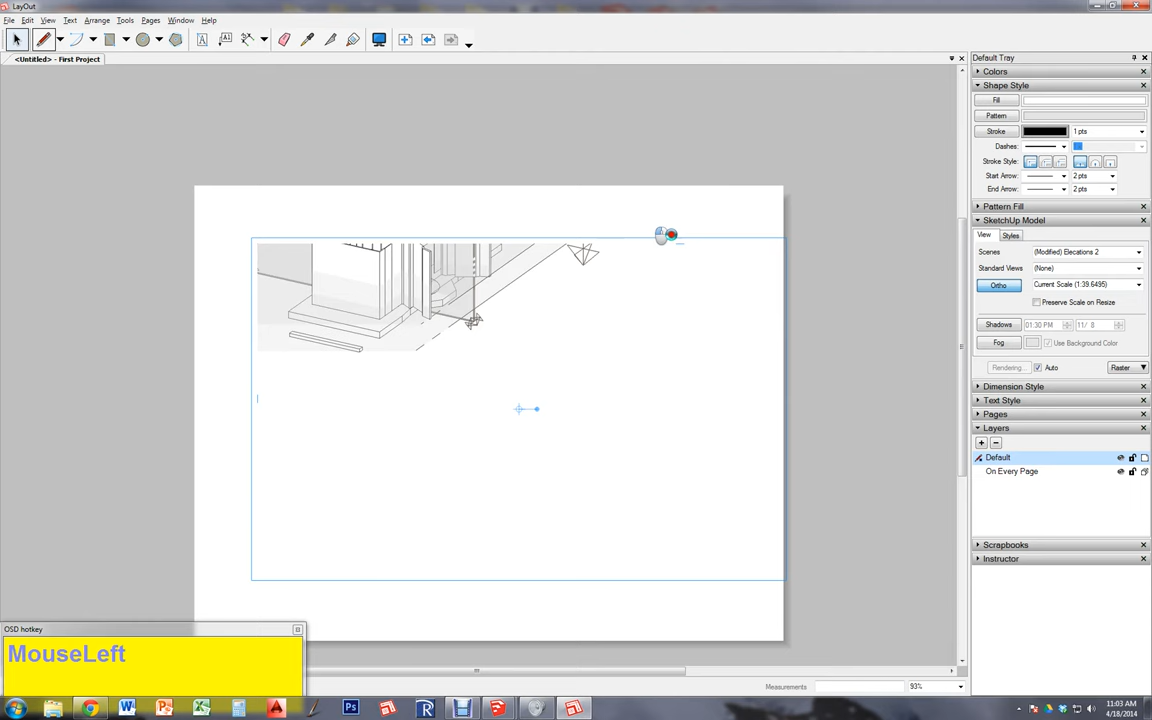 LayOut
File Edit View Text Arrange Tools Pages Window Help
<Untitled> - First Project
Default Tray
Colors
Shape Style
Fill
Pattern
Stroke 1 pts
Dashes:
Stroke Style:
Start Arrow: 2 pts
End Arrow: 2 pts
Pattern Fill
SketchUp Model
View Styles
Scenes (Modified) Elecations 2
Standard Views (None)
Ortho Current Scale (1:39.6495)
Preserve Scale on Resize
Shadows 01:30 PM 11/ 8
Fog Use Background Color
Rendering... Auto Raster
Dimension Style
Text Style
Pages
Layers
Default
On Every Page
Scrapbooks
Instructor
OSD hotkey
MouseLeft
Measurements 93%
11:03 AM
4/18/2014